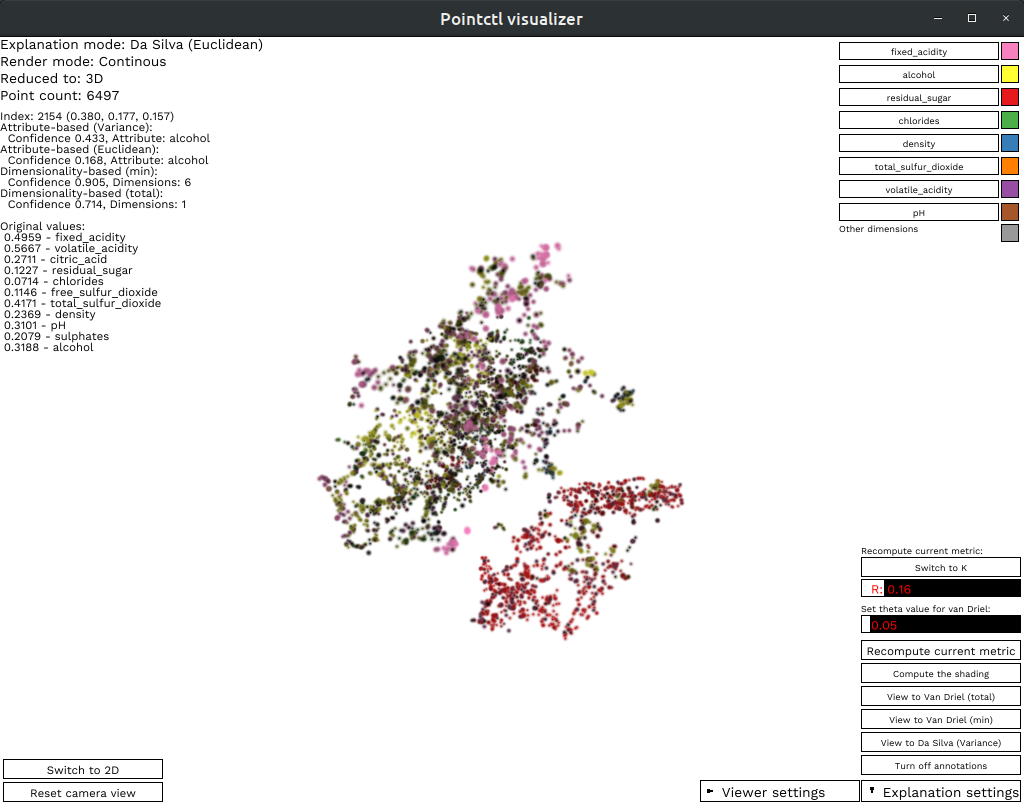 Pointctl visualizer
Explanation mode: Da Silva (Euclidean)
Render mode: Continous
Reduced to: 3D
Point count: 6497
Index: 2154 (0.380, 0.177, 0.157)
Attribute-based (Variance):
Confidence 0.433, Attribute: alcohol
Attribute-based (Euclidean):
Confidence 0.168, Attribute: alcohol
Dimensionality-based (min):
Confidence 0.905, Dimensions: 6
Dimensionality-based (total):
Confidence 0.714, Dimensions: 1
Original values:
0.4959 - fixed_acidity
0.5667 - volatile_acidity
0.2711 - citric_acid
0.1227 - residual_sugar
0.0714 - chlorides
0.1146 - free_sulfur_dioxide
0.4171 - total_sulfur_dioxide
0.2369 - density
0.3101 - pH
0.2079 - sulphates
0.3188 - alcohol
fixed_acidity
alcohol
residual_sugar
chlorides
density
total_sulfur_dioxide
volatile_acidity
pH
Other dimensions
Recompute current metric:
Switch to K
R: 0.16
Set theta value for van Driel:
0.05
Recompute current metric
Compute the shading
View to Van Driel (total)
View to Van Driel (min)
View to Da Silva (Variance)
Turn off annotations
Switch to 2D
Reset camera view
Viewer settings
Explanation settings